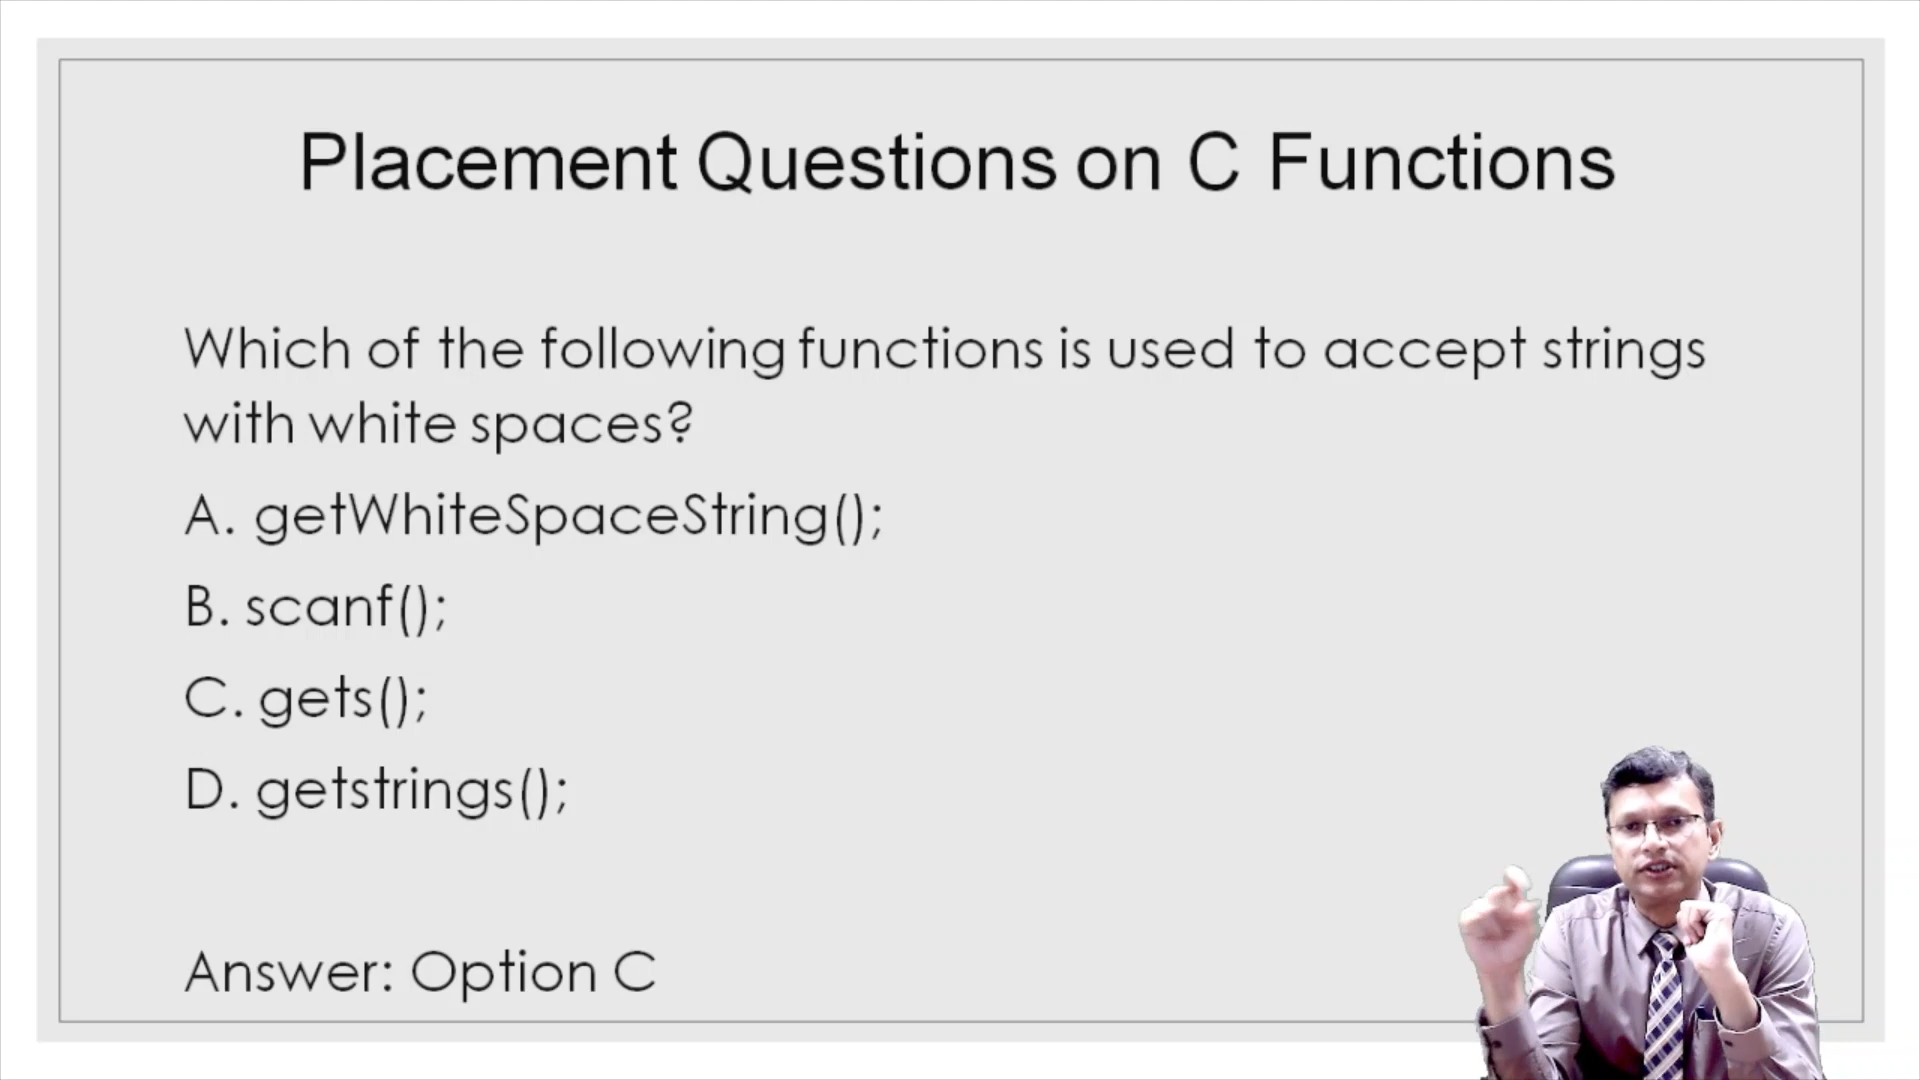 Placement Questions on C Functions
Which of the following functions is used to accept strings
with white spaces?
A. getWhiteSpaceString();
B. scanf();
C. gets();
D. getstrings();
Answer: Option C